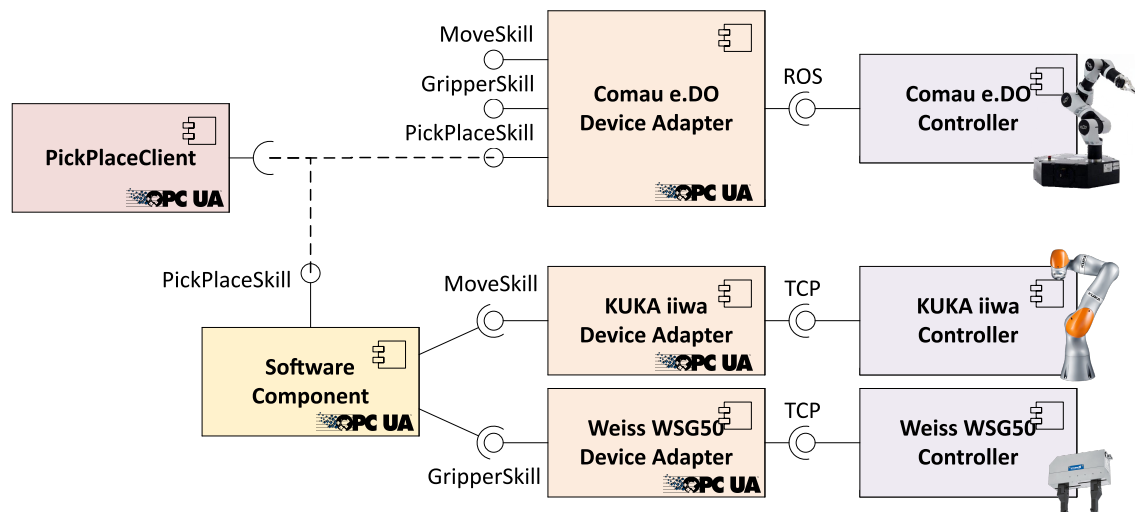 MoveSkill
GripperSkill
PickPlaceSkill
Comau e.DO
Device Adapter
OPC UA
ROS
Comau e.DO
Controller
PickPlaceClient
OPC UA
PickPlaceSkill
MoveSkill
KUKA iiwa
Device Adapter
OPC UA
TCP
KUKA iiwa
Controller
KUKA
Software
Component
OPC UA
GripperSkill
Weiss WSG50
Device Adapter
OPC UA
TCP
Weiss WSG50
Controller